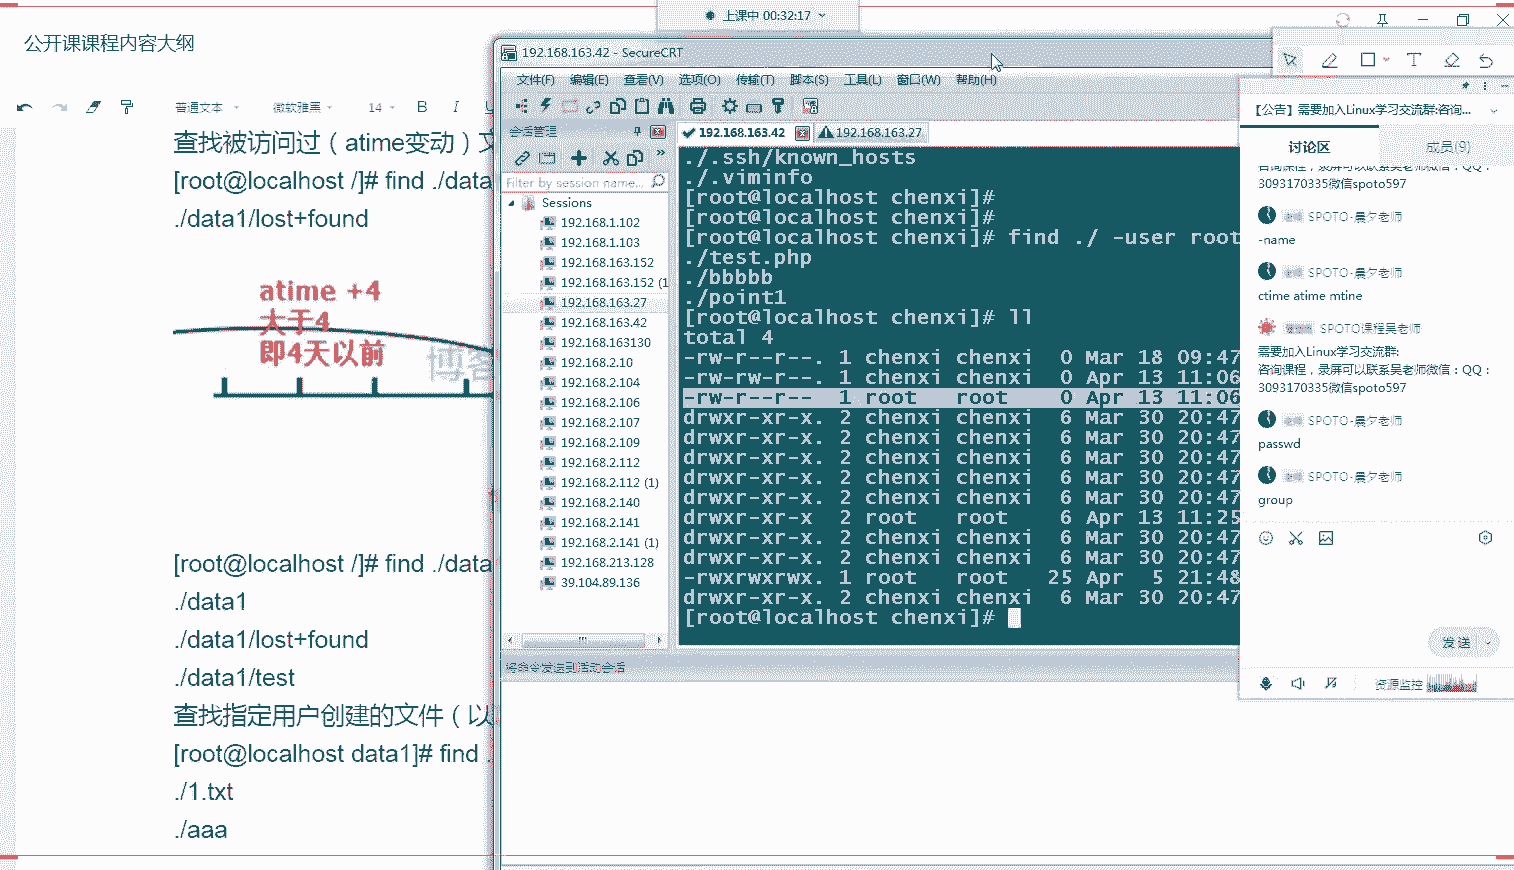 上课中 00:32:17
公开课课程内容大纲
普通文本
微软雅黑
14
B
I
U
查找被访问过（atime变动）文
[root@localhost /]# find ./data
./data1/lost+found
atime +4
大于4
即4天以前
博客
[root@localhost /]# find ./data
./data1
./data1/lost+found
./data1/test
查找指定用户创建的文件（以
[root@localhost data1]# find .
./1.txt
./aaa
192.168.163.42 - SecureCRT
文件(F) 编辑(E) 查看(V) 选项(O) 传输(T) 脚本(S) 工具(L) 窗口(W) 帮助(H)
会话管理
Filter by session name...
Sessions
192.168.1.102
192.168.1.103
192.168.163.152
192.168.163.152 (1
192.168.163.27
192.168.163.42
192.168.163130
192.168.2.10
192.168.2.104
192.168.2.106
192.168.2.107
192.168.2.109
192.168.2.112
192.168.2.112 (1)
192.168.2.140
192.168.2.141
192.168.2.141 (1)
192.168.213.128
39.104.89.136
将命令发送到活动会话
192.168.163.42
192.168.163.27
./.ssh/known_hosts
./.viminfo
[root@localhost chenxi]#
[root@localhost chenxi]#
[root@localhost chenxi]# find ./ -user root
./test.php
./bbbbb
./point1
[root@localhost chenxi]# ll
total 4
-rw-r--r--. 1 chenxi chenxi 0 Mar 18 09:47
-rw-rw-r--. 1 chenxi chenxi 0 Apr 13 11:06
-rw-r--r-- 1 root root 0 Apr 13 11:06
drwxr-xr-x. 2 chenxi chenxi 6 Mar 30 20:47
drwxr-xr-x. 2 chenxi chenxi 6 Mar 30 20:47
drwxr-xr-x. 2 chenxi chenxi 6 Mar 30 20:47
drwxr-xr-x. 2 chenxi chenxi 6 Mar 30 20:47
drwxr-xr-x. 2 chenxi chenxi 6 Mar 30 20:47
drwxr-xr-x 2 root root 6 Apr 13 11:25
drwxr-xr-x. 2 chenxi chenxi 6 Mar 30 20:47
drwxr-xr-x. 2 chenxi chenxi 6 Mar 30 20:47
-rwxrwxrwx. 1 root root 25 Apr 5 21:48
drwxr-xr-x. 2 chenxi chenxi 6 Mar 30 20:47
[root@localhost chenxi]#
T
【公告】需要加入Linux学习交流群:咨询...
讨论区
成员(9)
咨询课程，录屏可以联系吴老师微信：QQ：
3093170335微信spoto597
SPOTO-晨夕老师
-name
SPOTO-晨夕老师
ctime atime mtine
SPOTO课程吴老师
需要加入Linux学习交流群:
咨询课程，录屏可以联系吴老师微信：QQ：
3093170335微信spoto597
SPOTO-晨夕老师
passwd
SPOTO-晨夕老师
group
发送
资源监控